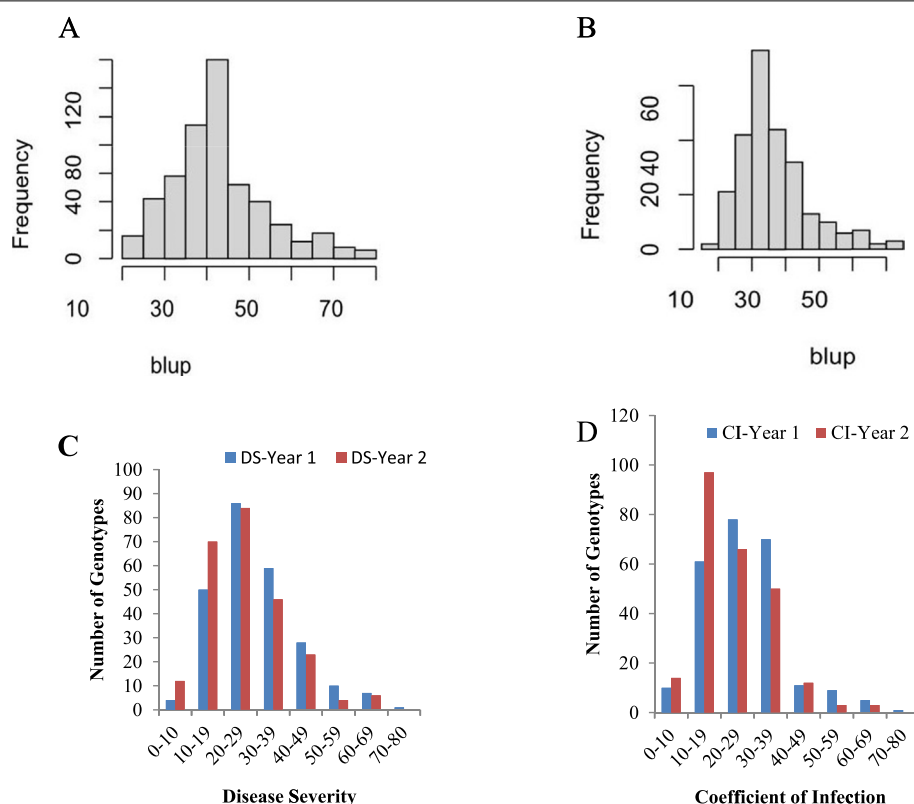 A
Frequency
0 40 80 120
10 30 50 70
blup
B
Frequency
0 20 40 60
10 30 50
blup
C
DS-Year 1 DS-Year 2
Number of Genotypes
100
90
80
70
60
50
40
30
20
10
0
0-10 10-19 20-29 30-39 40-49 50-59 60-69 70-80
Disease Severity
D
CI-Year 1 CI-Year 2
Number of Genotypes
120
100
80
60
40
20
0
0-10 10-19 20-29 30-39 40-49 50-59 60-69 70-80
Coefficient of Infection